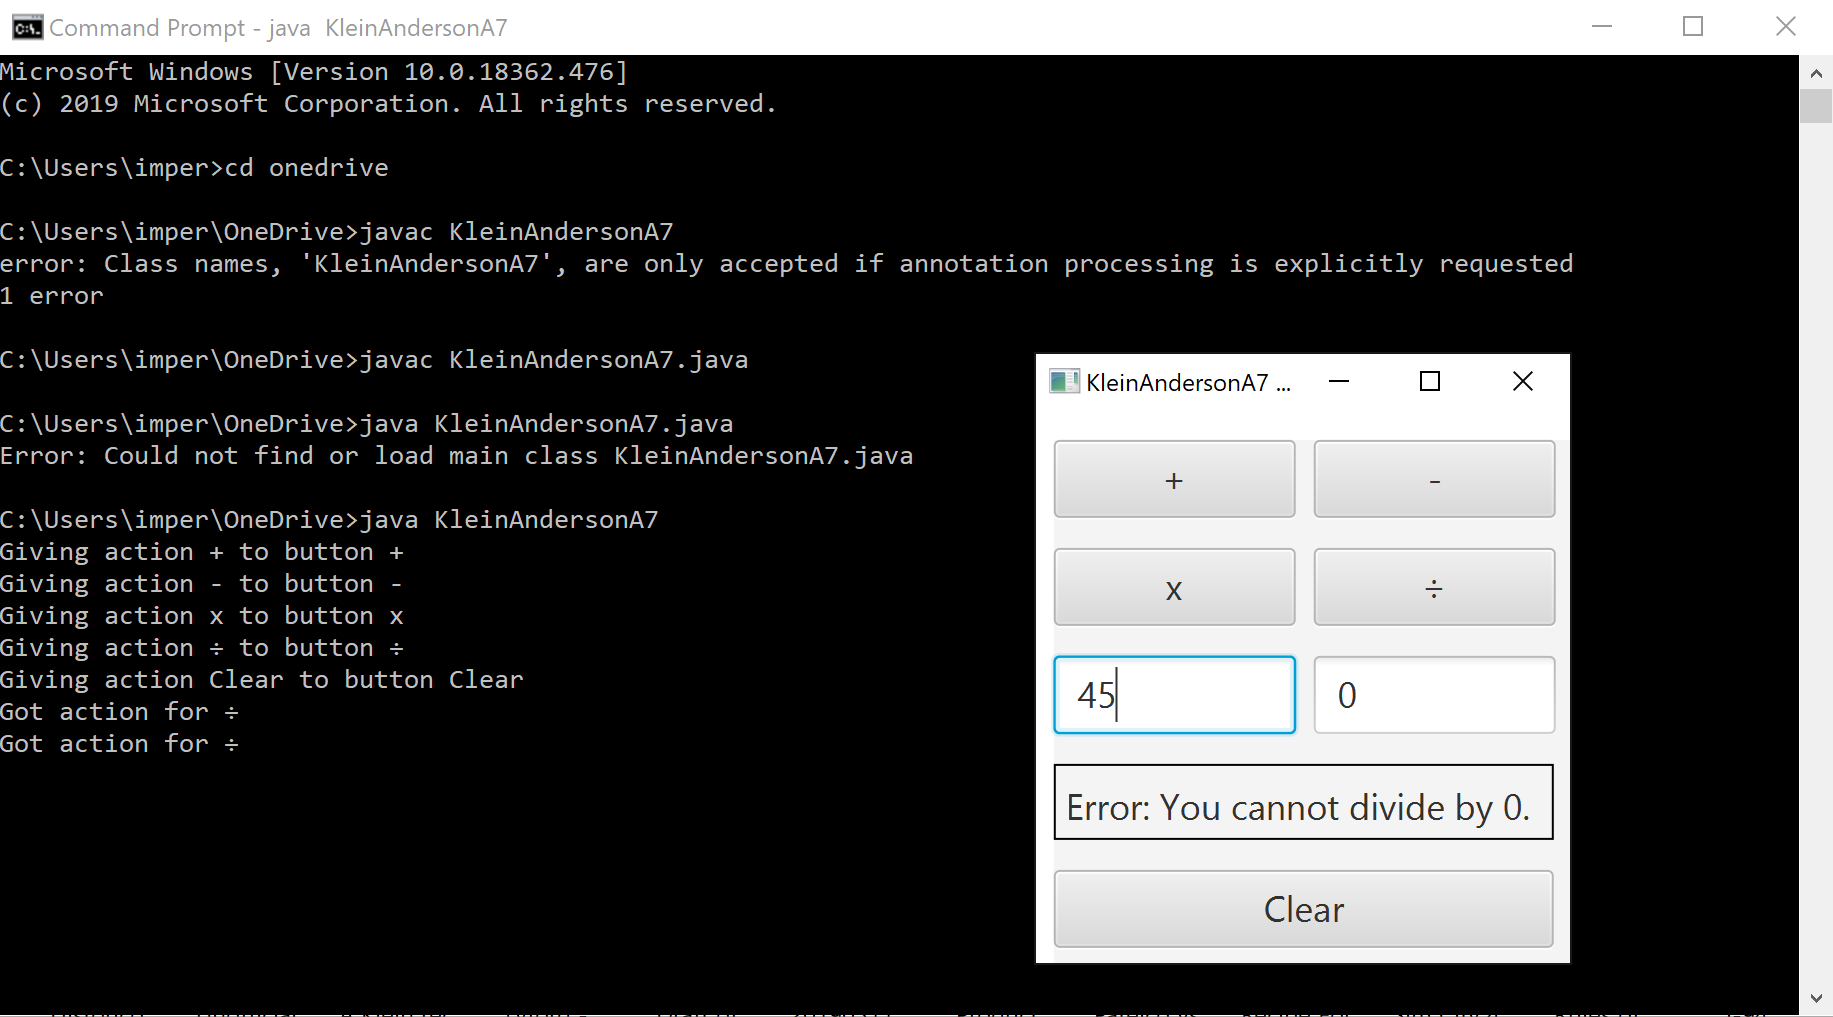 Command Prompt - java  KleinAndersonA7
Microsoft Windows [Version 10.0.18362.476]
(c) 2019 Microsoft Corporation. All rights reserved.
C:\Users\imper>cd onedrive
C:\Users\imper\OneDrive>javac KleinAndersonA7
error: Class names, 'KleinAndersonA7', are only accepted if annotation processing is explicitly requested
1 error
C:\Users\imper\OneDrive>javac KleinAndersonA7.java
C:\Users\imper\OneDrive>java KleinAndersonA7.java
Error: Could not find or load main class KleinAndersonA7.java
C:\Users\imper\OneDrive>java KleinAndersonA7
Giving action + to button +
Giving action - to button -
Giving action x to button x
Giving action ÷ to button ÷
Giving action Clear to button Clear
Got action for ÷
Got action for ÷
KleinAndersonA7 ...
+ -
x ÷
45 0
Error: You cannot divide by 0.
Clear